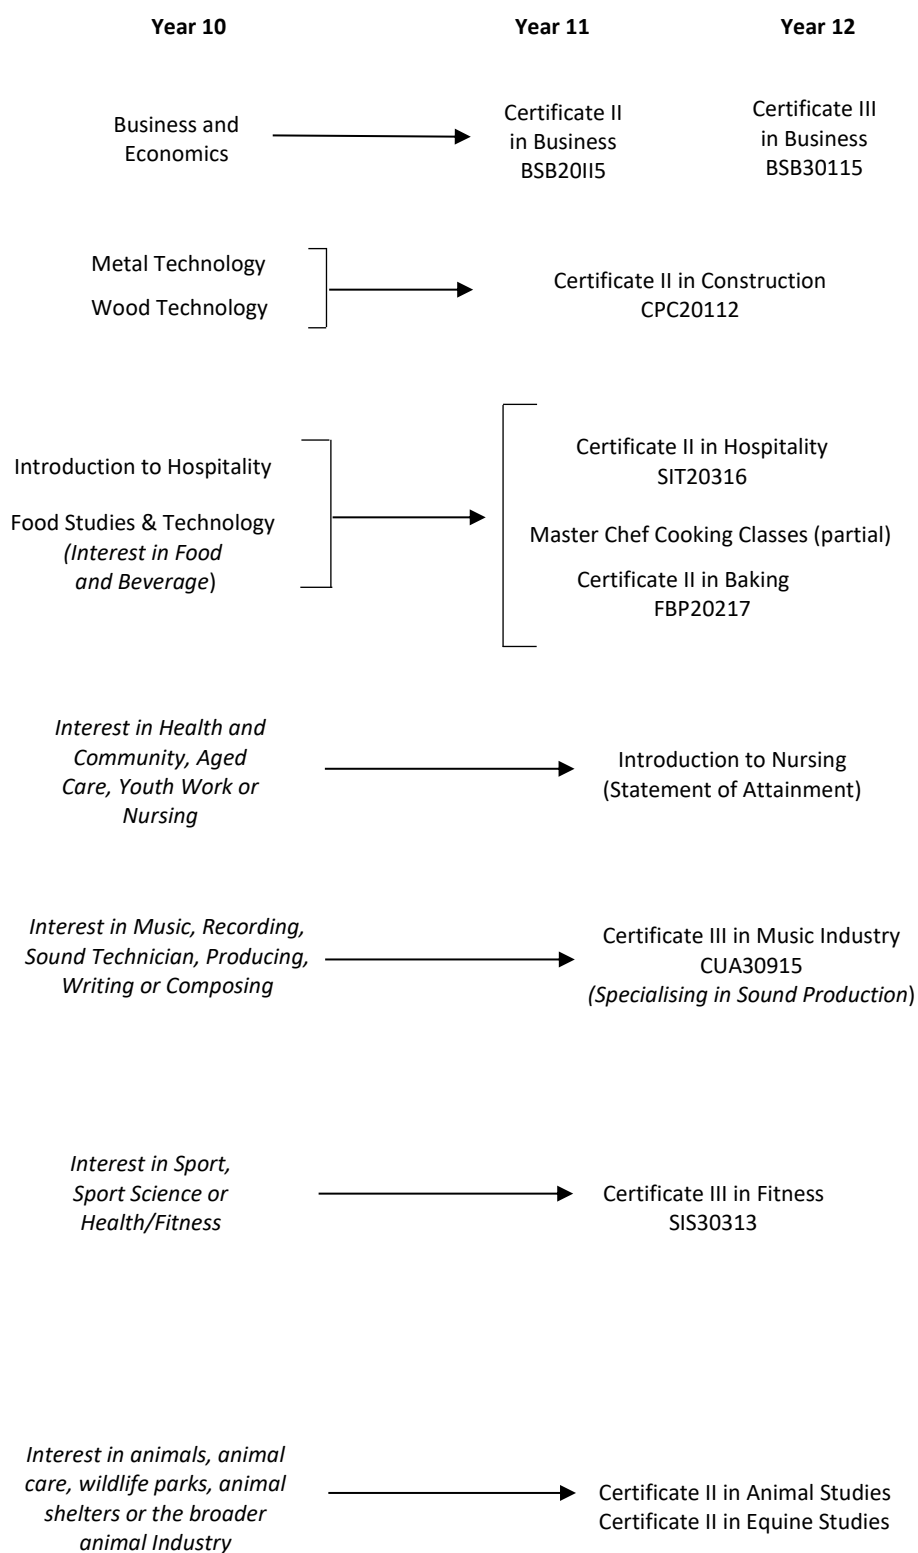 Year 10
Year 11
Year 12
Business and
Economics
Certificate II
in Business
BSB20II5
Certificate III
in Business
BSB30115
Metal Technology
Wood Technology
Certificate II in Construction
CPC20112
Introduction to Hospitality
Food Studies & Technology
(Interest in Food
and Beverage)
Certificate II in Hospitality
SIT20316
Master Chef Cooking Classes (partial)
Certificate II in Baking
FBP20217
Interest in Health and
Community, Aged
Care, Youth Work or
Nursing
Introduction to Nursing
(Statement of Attainment)
Interest in Music, Recording,
Sound Technician, Producing,
Writing or Composing
Certificate III in Music Industry
CUA30915
(Specialising in Sound Production)
Interest in Sport,
Sport Science or
Health/Fitness
Certificate III in Fitness
SIS30313
Interest in animals, animal
care, wildlife parks, animal
shelters or the broader
animal Industry
Certificate II in Animal Studies
Certificate II in Equine Studies